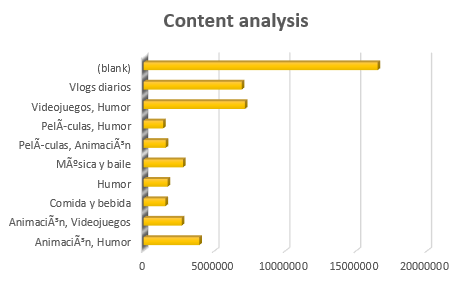 Content analysis
(blank)
Vlogs diarios
Videojuegos, Humor
PelÃ-culas, Humor
PelÃ-culas, AnimaciÃ³n
MÃºsica y baile
Humor
Comida y bebida
AnimaciÃ³n, Videojuegos
AnimaciÃ³n, Humor
0 5000000 10000000 15000000 20000000